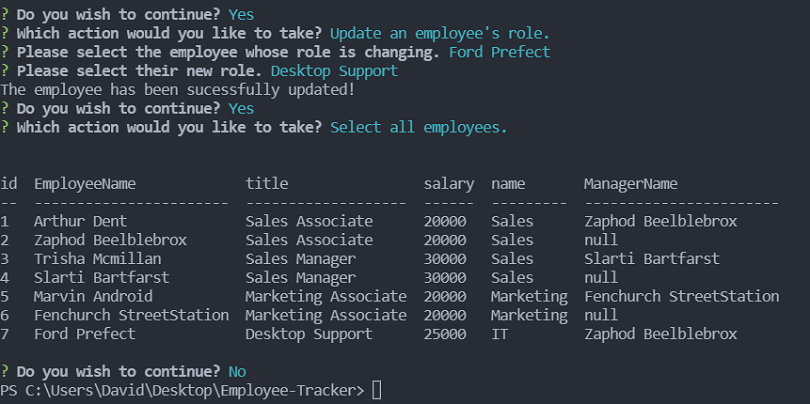 ? Do you wish to continue? Yes
? Which action would you like to take? Update an employee's role.
? Please select the employee whose role is changing. Ford Prefect
? Please select their new role. Desktop Support
The employee has been sucessfully updated!
? Do you wish to continue? Yes
? Which action would you like to take? Select all employees.
id  EmployeeName            title                salary  name       ManagerName
--  ----------------------  -------------------  ------  ---------  ----------------------
1   Arthur Dent             Sales Associate      20000   Sales      Zaphod Beelblebrox
2   Zaphod Beelblebrox      Sales Associate      20000   Sales      null
3   Trisha Mcmillan         Sales Manager        30000   Sales      Slarti Bartfarst
4   Slarti Bartfarst        Sales Manager        30000   Sales      null
5   Marvin Android          Marketing Associate  20000   Marketing  Fenchurch StreetStation
6   Fenchurch StreetStation  Marketing Associate  20000   Marketing  null
7   Ford Prefect            Desktop Support      25000   IT         Zaphod Beelblebrox
? Do you wish to continue? No
PS C:\Users\David\Desktop\Employee-Tracker>